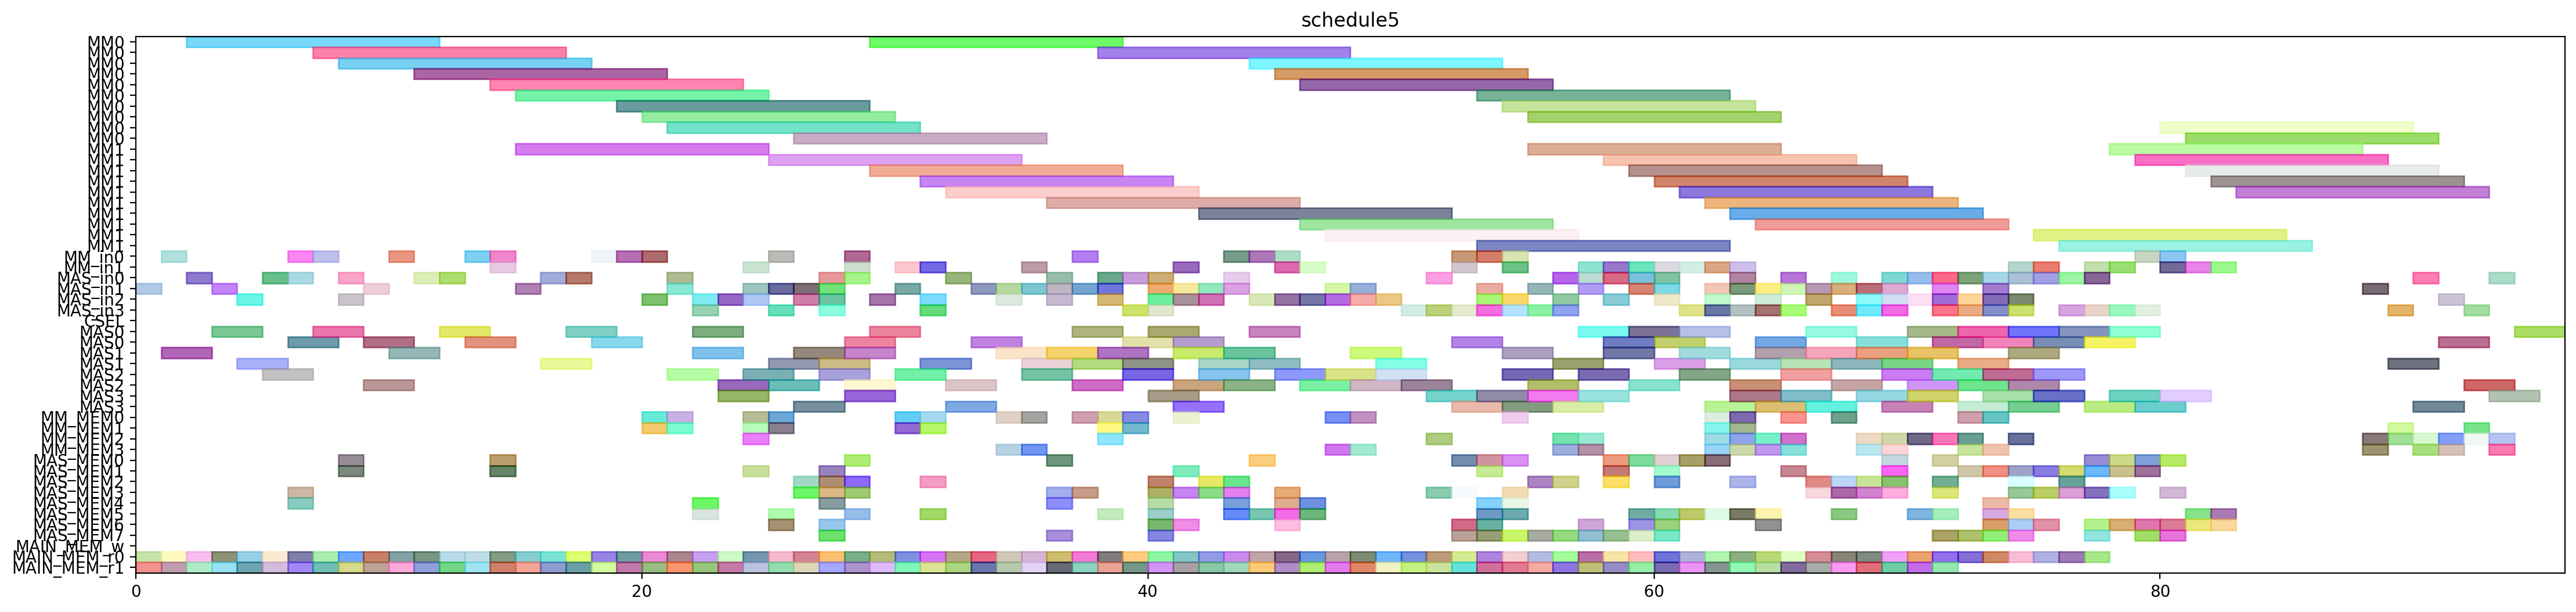 schedule5
MM0
MM0
MM0
MM0
MM0
MM0
MM0
MM0
MM0
MM0
MM1
MM1
MM1
MM1
MM1
MM1
MM1
MM1
MM1
MM1
MM_in0
MM_in1
MAS_in0
MAS_in1
MAS_in2
MAS_in3
CSEL
MAS0
MAS0
MAS1
MAS1
MAS2
MAS2
MAS3
MAS3
MM_MEM0
MM_MEM1
MM_MEM2
MM_MEM3
MAS_MEM0
MAS_MEM1
MAS_MEM2
MAS_MEM3
MAS_MEM4
MAS_MEM5
MAS_MEM6
MAS_MEM7
MAIN_MEM_w
MAIN_MEM_r0
MAIN_MEM_r1
0 20 40 60 80